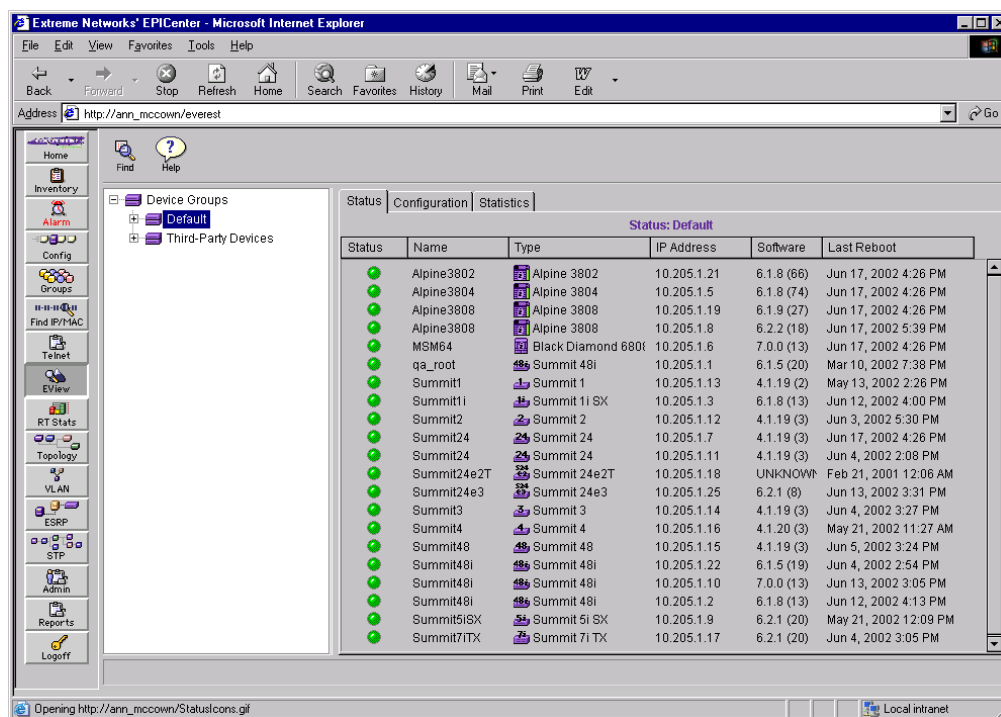 Extreme Networks' EPICenter - Microsoft Internet Explorer
File Edit View Favorites Tools Help
Back Forward Stop Refresh Home Search Favorites History Mail Print Edit
Address http://ann_mccown/everest Go
Home
Inventory
Alarm
Config
Groups
Find IP/MAC
Telnet
EView
RT Stats
Topology
VLAN
ESRP
STP
Admin
Reports
Logoff
Find Help
Device Groups
Default
Third-Party Devices
Status Configuration Statistics
Status: Default
Status Name Type IP Address Software Last Reboot
Alpine3802 Alpine 3802 10.205.1.21 6.1.8 (66) Jun 17, 2002 4:26 PM
Alpine3804 Alpine 3804 10.205.1.5 6.1.8 (74) Jun 17, 2002 4:26 PM
Alpine3808 Alpine 3808 10.205.1.19 6.1.9 (27) Jun 17, 2002 4:26 PM
Alpine3808 Alpine 3808 10.205.1.8 6.2.2 (18) Jun 17, 2002 5:39 PM
MSM64 Black Diamond 6808 10.205.1.6 7.0.0 (13) Jun 17, 2002 4:26 PM
qa_root 48i Summit 48i 10.205.1.1 6.1.5 (20) Mar 10, 2002 7:38 PM
Summit1 1 Summit 1 10.205.1.13 4.1.19 (2) May 13, 2002 2:26 PM
Summit1i 1i Summit 1i SX 10.205.1.3 6.1.8 (13) Jun 12, 2002 4:00 PM
Summit2 2 Summit 2 10.205.1.12 4.1.19 (3) Jun 3, 2002 5:30 PM
Summit24 24 Summit 24 10.205.1.7 4.1.19 (3) Jun 17, 2002 4:26 PM
Summit24 24 Summit 24 10.205.1.11 4.1.19 (3) Jun 4, 2002 2:08 PM
Summit24e2T S24 e2 Summit 24e2T 10.205.1.18 UNKNOWN Feb 21, 2001 12:06 AM
Summit24e3 S24 e3 Summit 24e3 10.205.1.25 6.2.1 (8) Jun 13, 2002 3:31 PM
Summit3 3 Summit 3 10.205.1.14 4.1.19 (3) Jun 4, 2002 3:27 PM
Summit4 4 Summit 4 10.205.1.16 4.1.20 (3) May 21, 2002 11:27 AM
Summit48 48 Summit 48 10.205.1.15 4.1.19 (3) Jun 5, 2002 3:24 PM
Summit48i 48i Summit 48i 10.205.1.22 6.1.5 (19) Jun 4, 2002 2:54 PM
Summit48i 48i Summit 48i 10.205.1.10 7.0.0 (13) Jun 13, 2002 3:05 PM
Summit48i 48i Summit 48i 10.205.1.2 6.1.8 (13) Jun 12, 2002 4:13 PM
Summit5iSX 5i Summit 5i SX 10.205.1.9 6.2.1 (20) May 21, 2002 12:09 PM
Summit7iTX 7i Summit 7i TX 10.205.1.17 6.2.1 (20) Jun 4, 2002 3:05 PM
Opening http://ann_mccown/StatusIcons.gif Local intranet